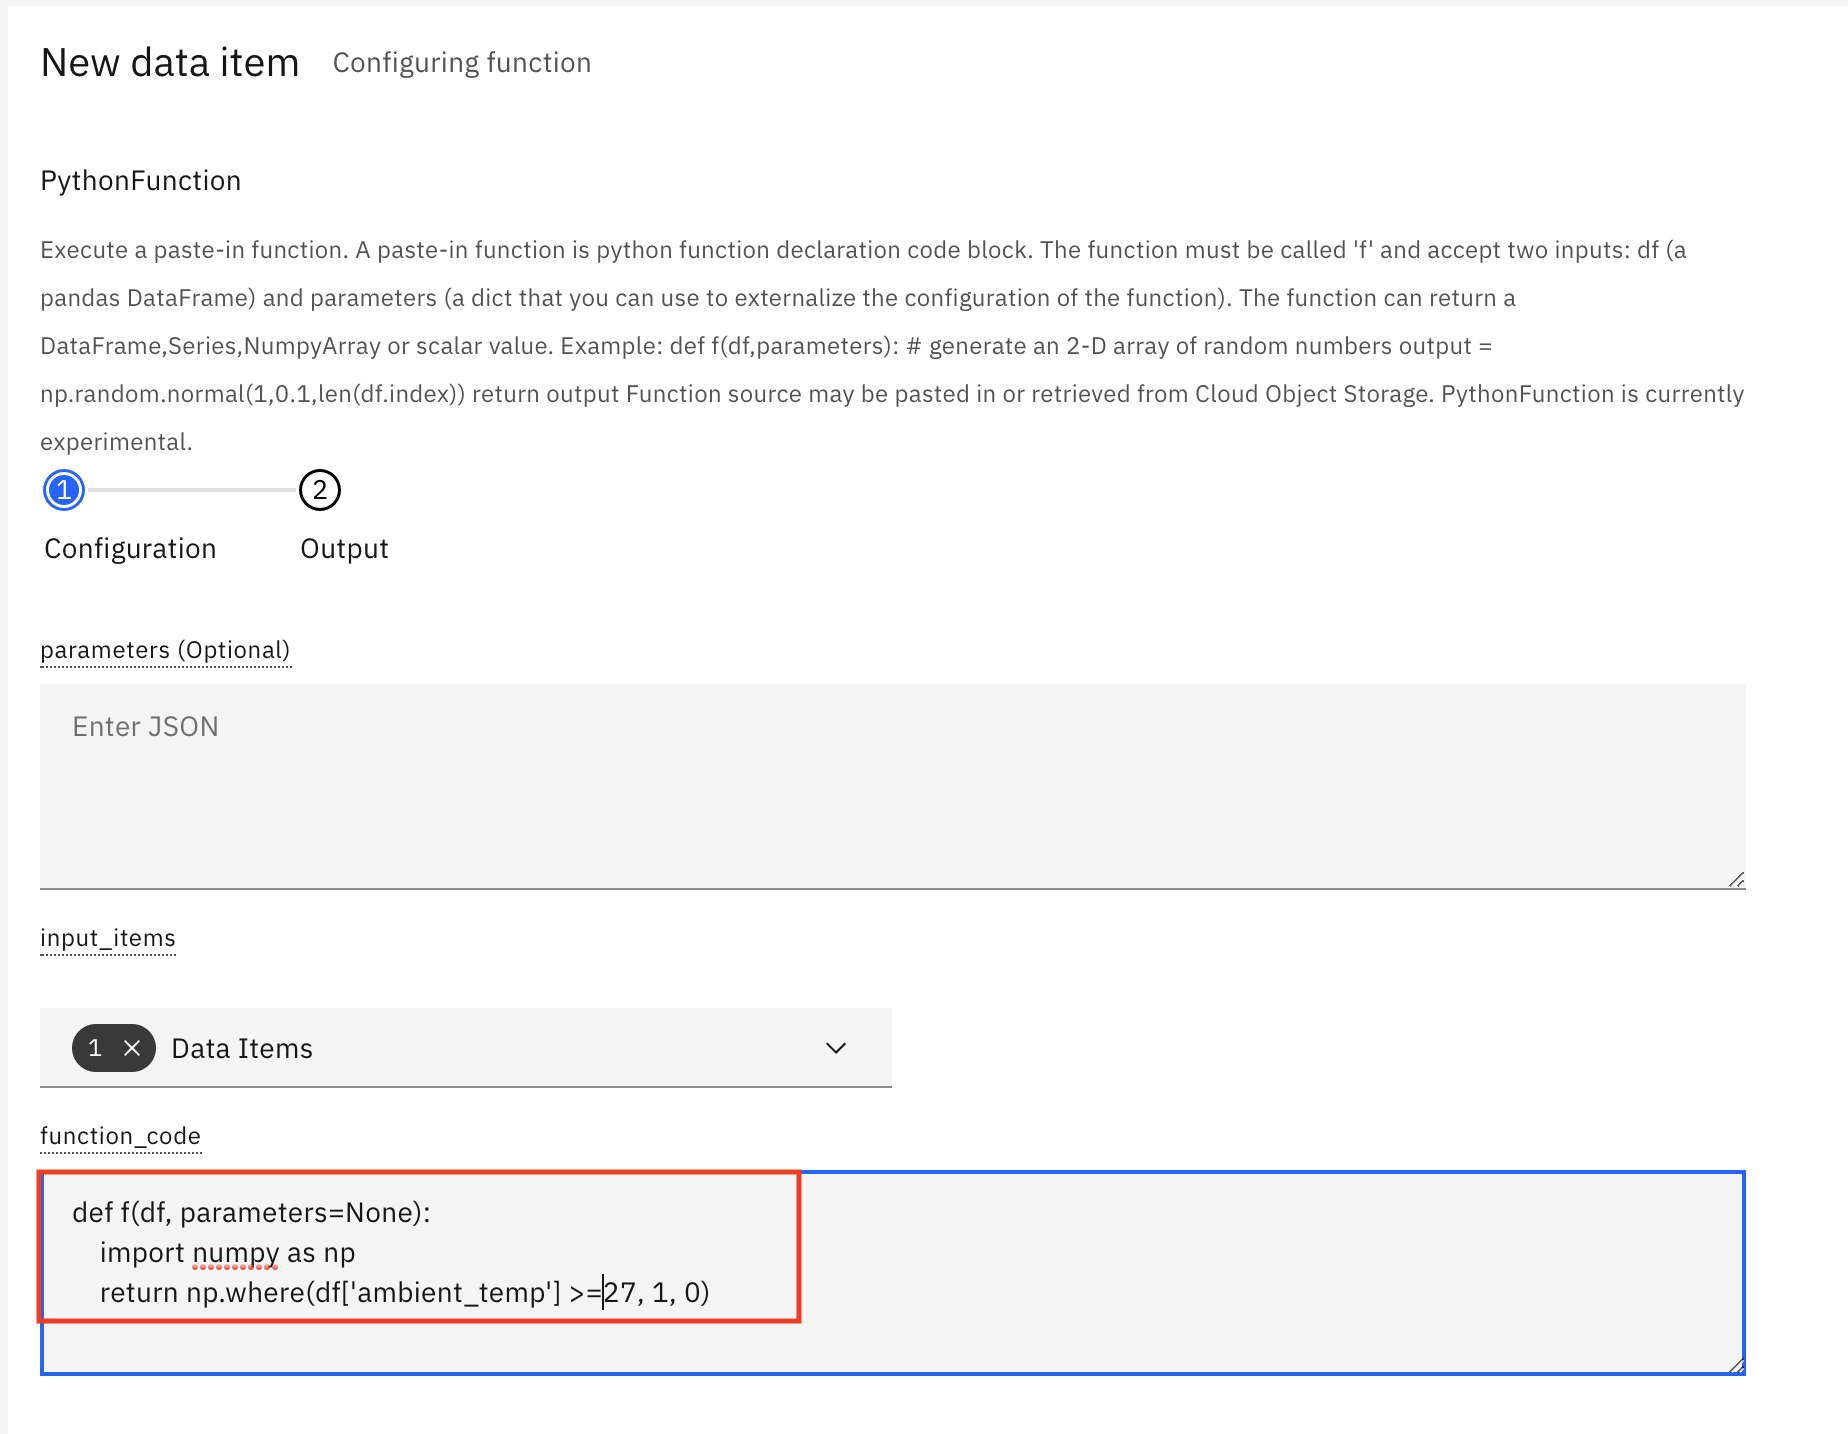 New data item Configuring function
PythonFunction
Execute a paste-in function. A paste-in function is python function declaration code block. The function must be called 'f' and accept two inputs: df (a
pandas DataFrame) and parameters (a dict that you can use to externalize the configuration of the function). The function can return a
DataFrame,Series,NumpyArray or scalar value. Example: def f(df,parameters): # generate an 2-D array of random numbers output =
np.random.normal(1,0.1,len(df.index)) return output Function source may be pasted in or retrieved from Cloud Object Storage. PythonFunction is currently
experimental.
1 2
Configuration Output
parameters (Optional)
Enter JSON
input_items
1 Data Items
function_code
def f(df, parameters=None):
    import numpy as np
    return np.where(df['ambient_temp'] >=27, 1, 0)